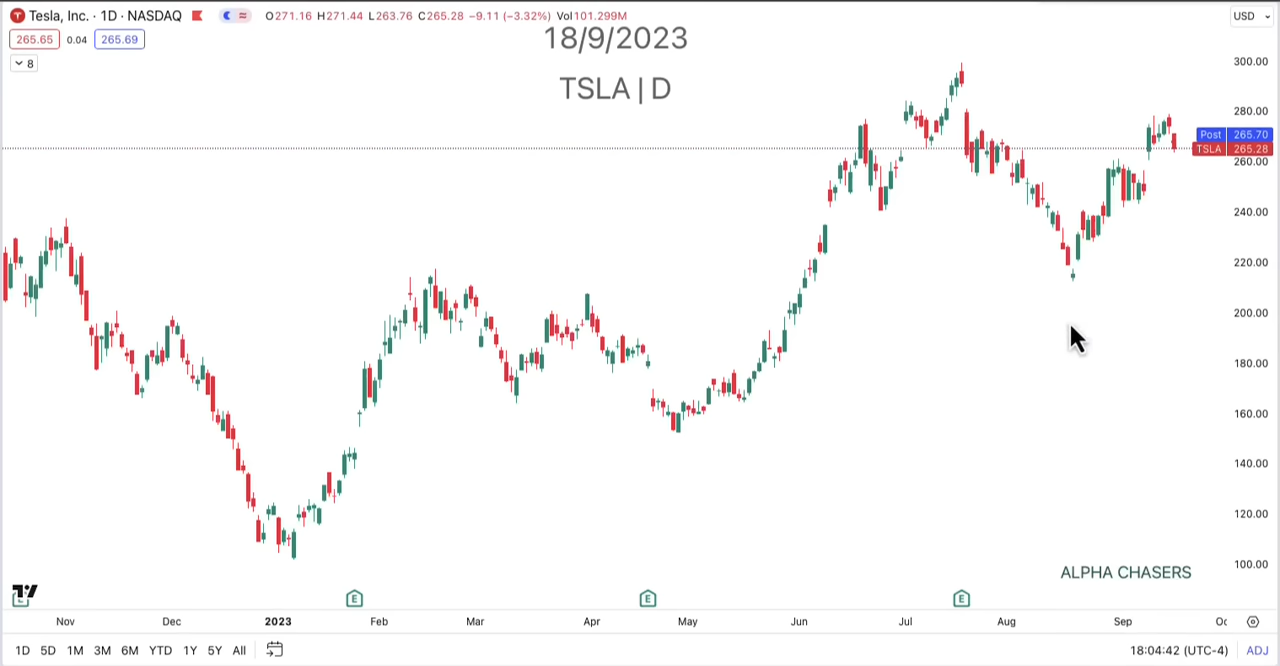 Tesla, Inc. · 1D · NASDAQ O271.16 H271.44 L263.76 C265.28 −9.11 (−3.32%) Vol101.299M
USD
265.65 0.04 265.69
8
18/9/2023
TSLA | D
300.00
280.00
Post 265.70
TSLA 265.28
260.00
240.00
220.00
200.00
180.00
160.00
140.00
120.00
100.00
ALPHA CHASERS
E E E
Nov Dec 2023 Feb Mar Apr May Jun Jul Aug Sep
1D 5D 1M 3M 6M YTD 1Y 5Y All 18:04:42 (UTC-4) ADJ